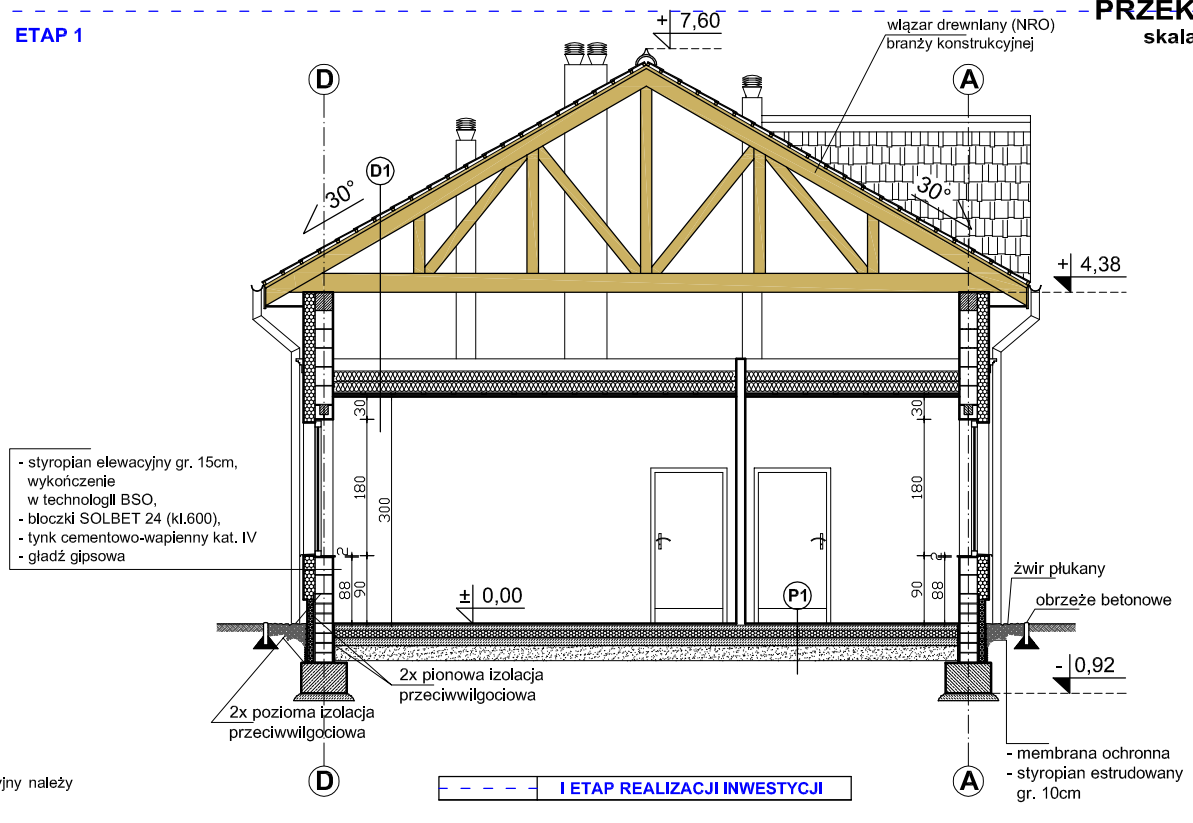 ETAP 1
+ 7,60
PRZEK
skala
wiązar drewniany (NRO)
branży konstrukcyjnej
D
A
D1
30°
30°
+ 4,38
30
30
180
300
180
- styropian elewacyjny gr. 15cm,
wykończenie
w technologII BSO,
- bloczki SOLBET 24 (kl.600),
- tynk cementowo-wapienny kat. IV
- gładź gipsowa
2
2
88
90
90
88
± 0,00
P1
żwir płukany
obrzeże betonowe
- 0,92
2x pionowa izolacja
przeciwwilgociowa
2x pozioma izolacja
przeciwwilgociowa
- membrana ochronna
- styropian estrudowany
gr. 10cm
yjny należy
D
I ETAP REALIZACJI INWESTYCJI
A